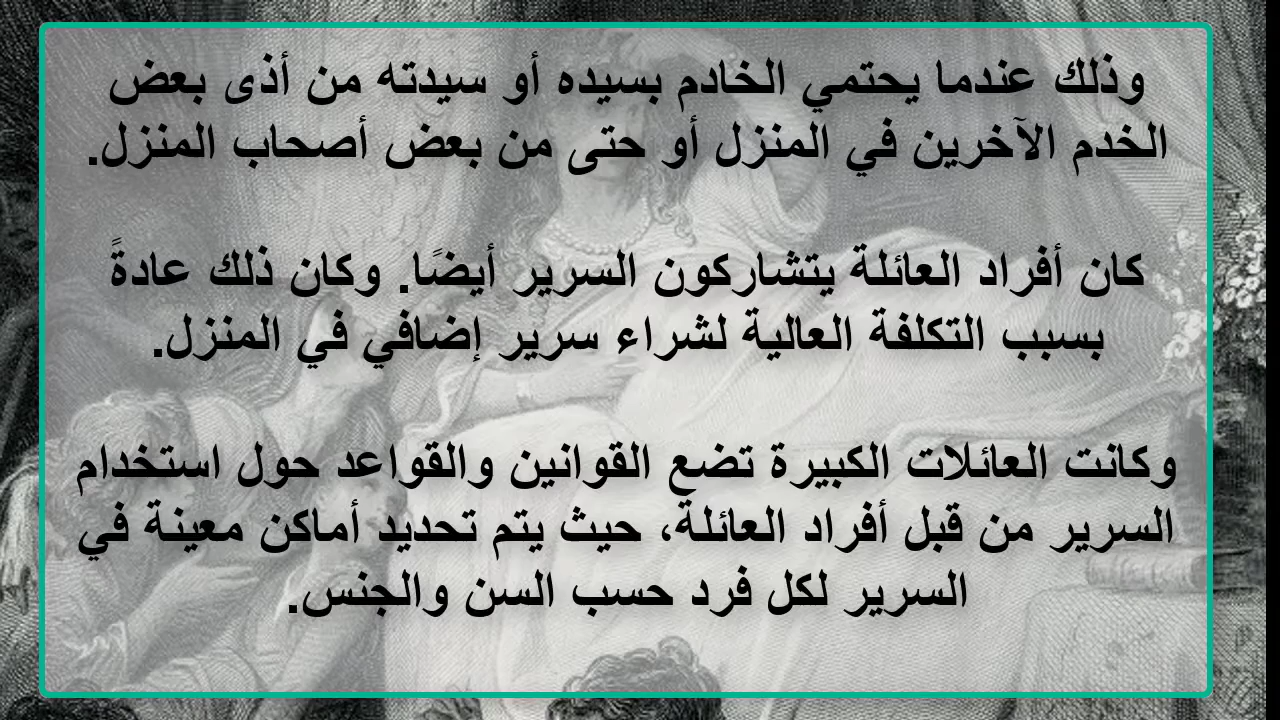 وذلك عندما يحتمي الخادم بسيده أو سيدته من أذى بعض
الخدم الآخرين في المنزل أو حتى من بعض أصحاب المنزل.
كان أفراد العائلة يتشاركون السرير أيضًا. وكان ذلك عادةً
بسبب التكلفة العالية لشراء سرير إضافي في المنزل.
وكانت العائلات الكبيرة تضع القوانين والقواعد حول استخدام
السرير من قبل أفراد العائلة، حيث يتم تحديد أماكن معينة في
السرير لكل فرد حسب السن والجنس.